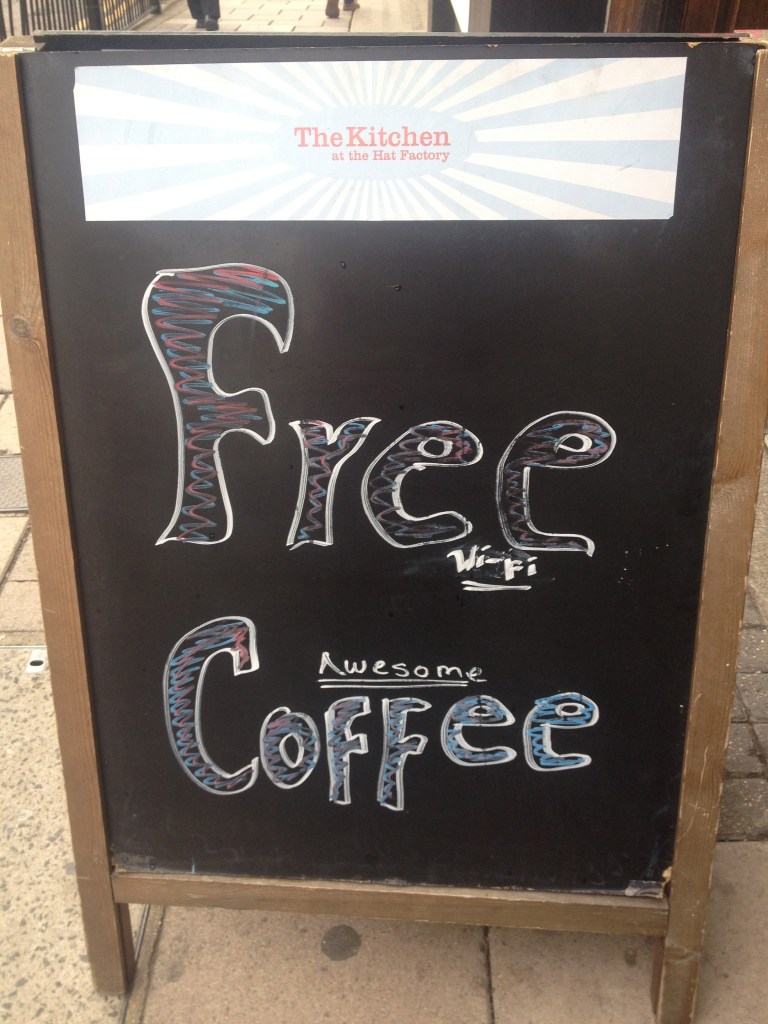 The Kitchen
at the Hat Factory
Free
Wi-Fi
Awesome
Coffee